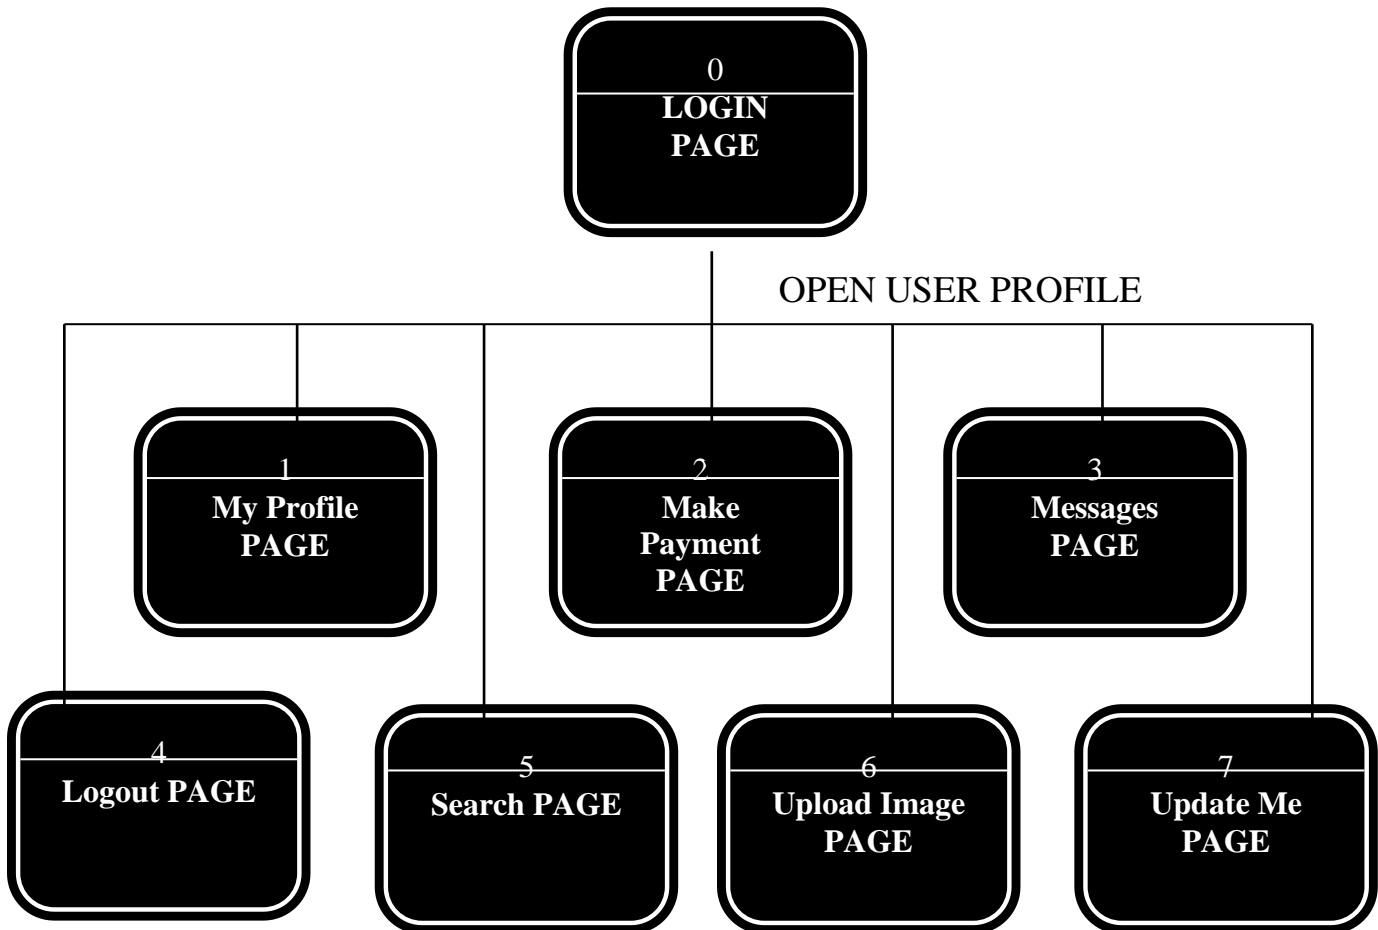 0
LOGIN
PAGE
OPEN USER PROFILE
1
My Profile
PAGE
2
Make
Payment
PAGE
3
Messages
PAGE
4
Logout PAGE
5
Search PAGE
6
Upload Image
PAGE
7
Update Me
PAGE